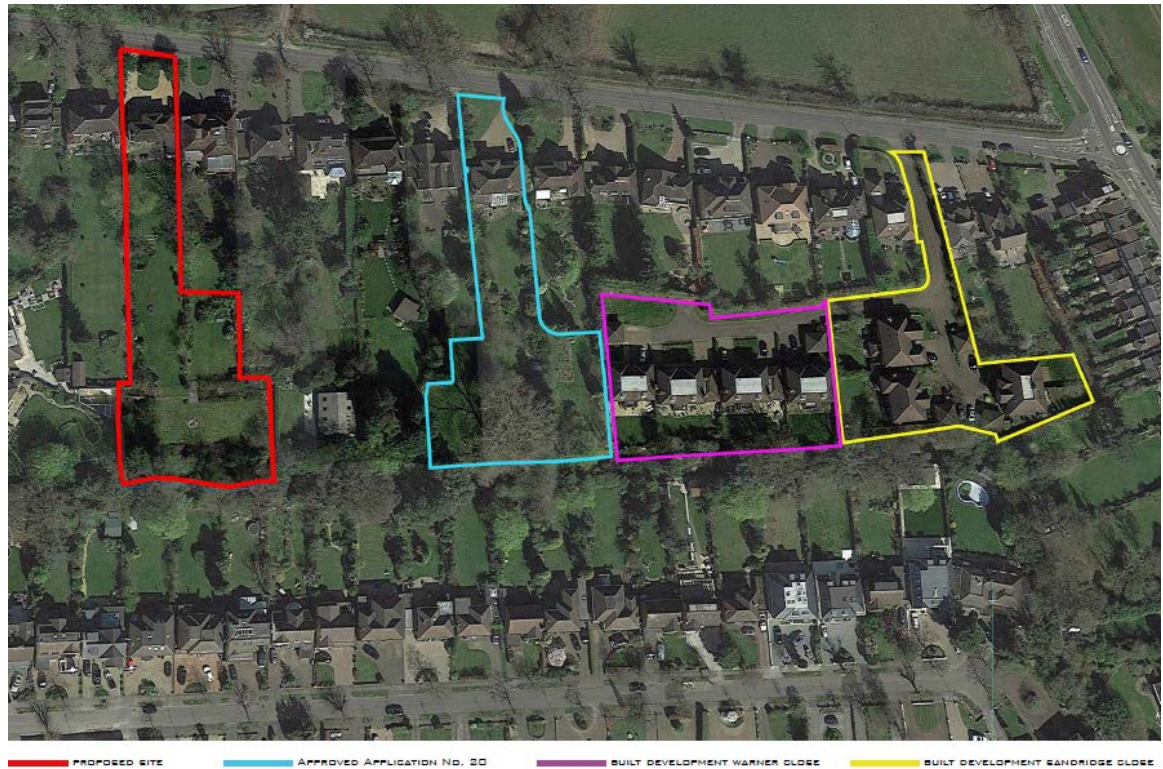 PROPOSED SITE
APPROVED APPLICATION NO. 20
BUILT DEVELOPMENT WARNER CLOSE
BUILT DEVELOPMENT SANDRIDGE CLOSE